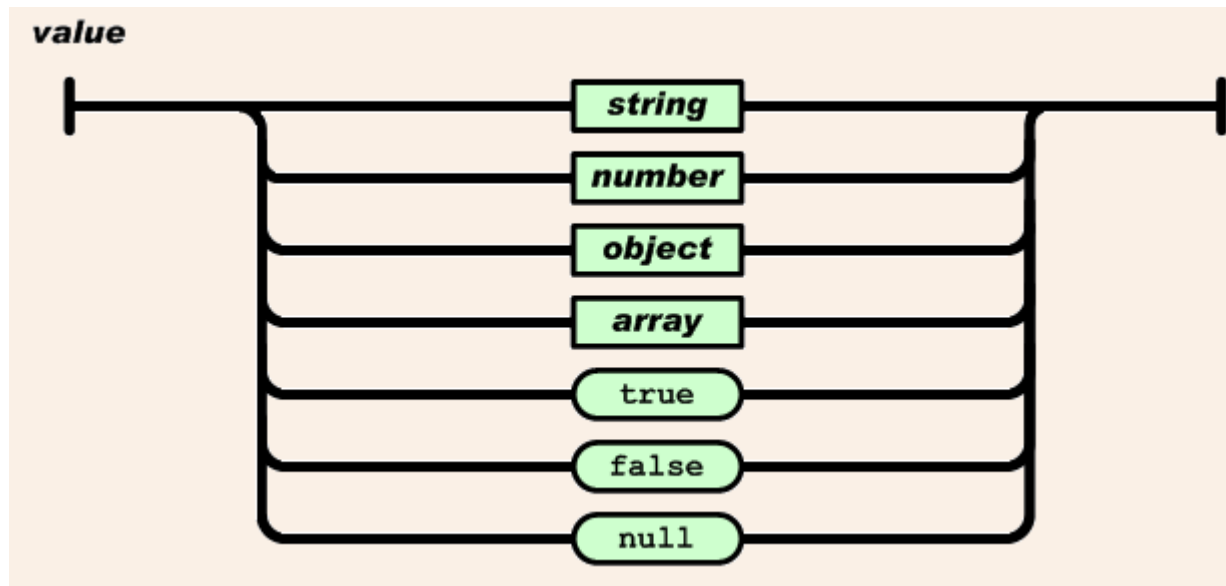 value
string
number
object
array
true
false
null